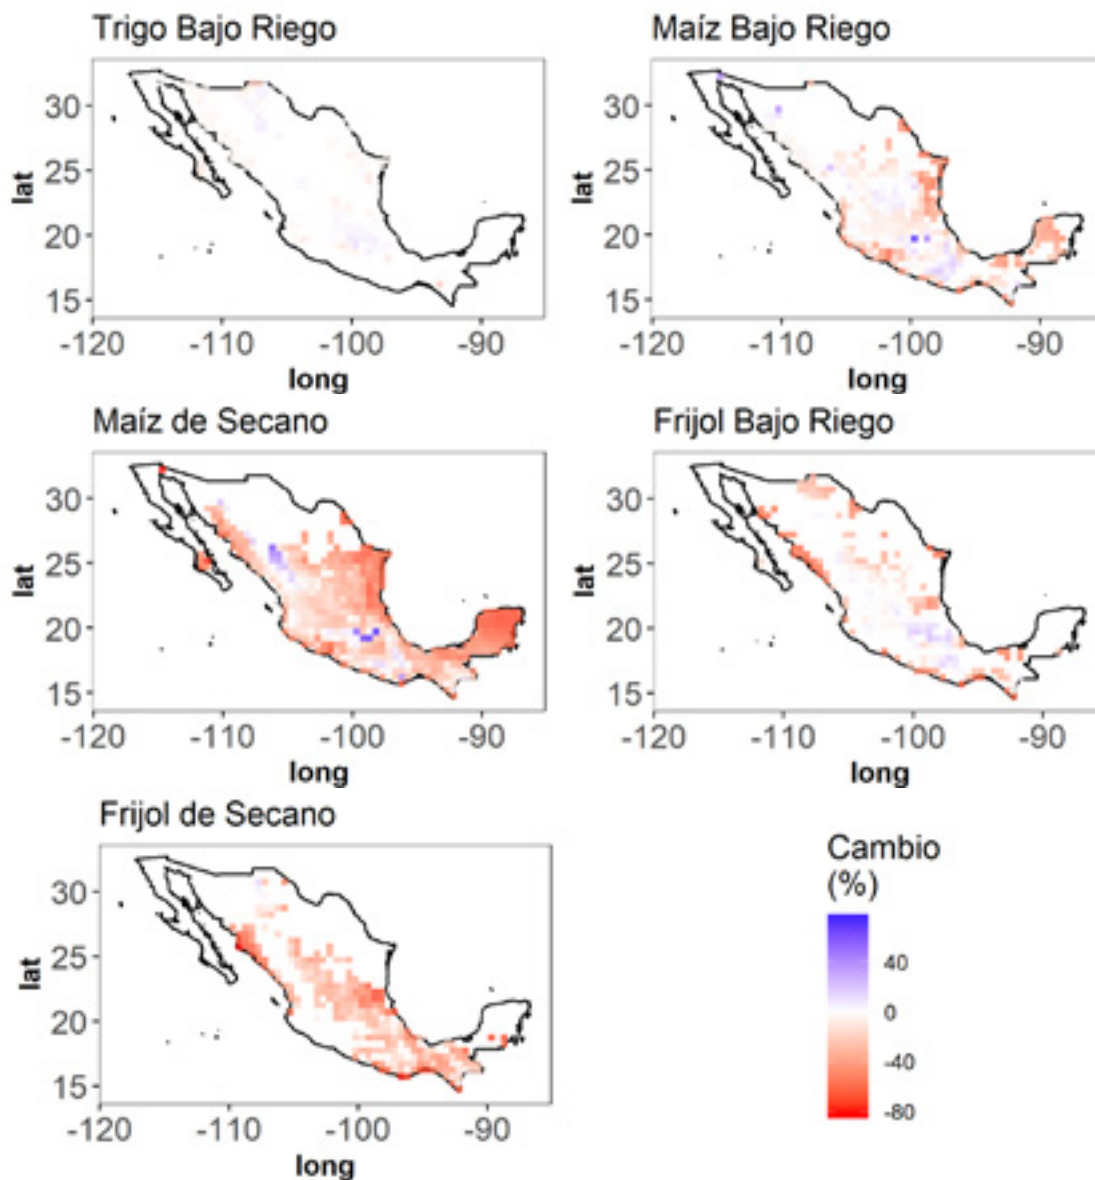 Trigo Bajo Riego
Maíz Bajo Riego
30
25
20
15
lat
-120 -110 -100 -90
long
30
25
20
15
lat
-120 -110 -100 -90
long
Maíz de Secano
Frijol Bajo Riego
30
25
20
15
lat
-120 -110 -100 -90
long
30
25
20
15
lat
-120 -110 -100 -90
long
Frijol de Secano
30
25
20
15
lat
-120 -110 -100 -90
long
Cambio
(%)
40
0
-40
-80